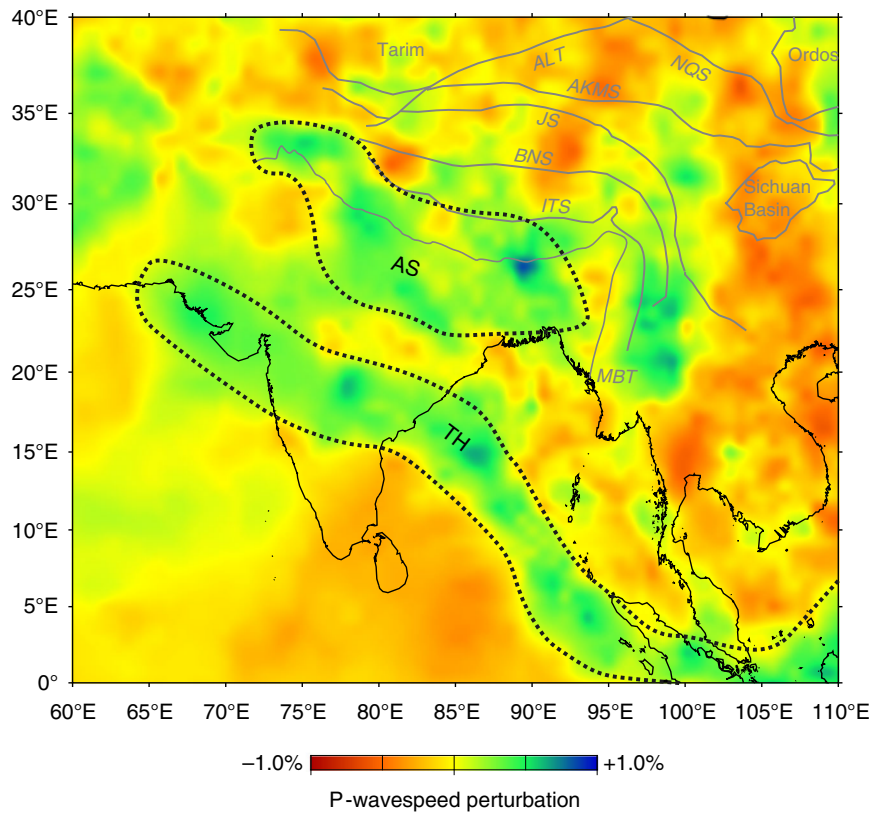 40°E
Tarim
ALT
NQS
Ordos
AKMS
35°E
JS
BNS
30°E
ITS
Sichuan
Basin
AS
25°E
20°E
MBT
TH
15°E
10°E
5°E
0°
60°E 65°E 70°E 75°E 80°E 85°E 90°E 95°E 100°E 105°E 110°E
−1.0% +1.0%
P-wavespeed perturbation